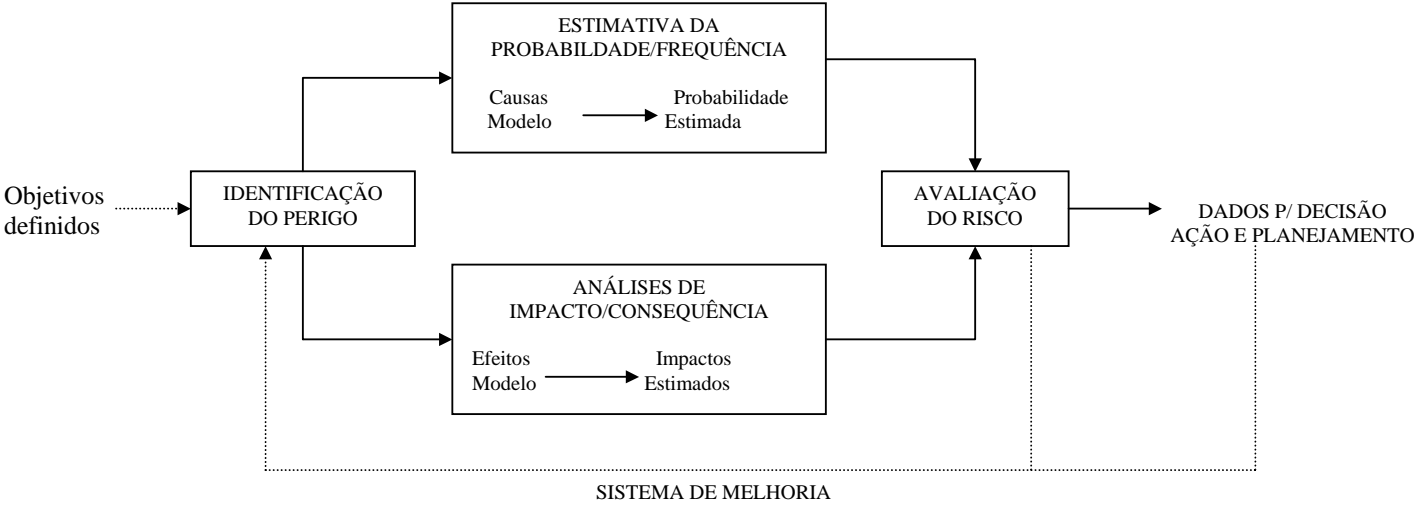 ESTIMATIVA DA
PROBABILDADE/FREQUÊNCIA
Causas Probabilidade
Modelo Estimada
Objetivos
definidos
IDENTIFICAÇÃO
DO PERIGO
AVALIAÇÃO
DO RISCO
DADOS P/ DECISÃO
AÇÃO E PLANEJAMENTO
ANÁLISES DE
IMPACTO/CONSEQUÊNCIA
Efeitos Impactos
Modelo Estimados
SISTEMA DE MELHORIA